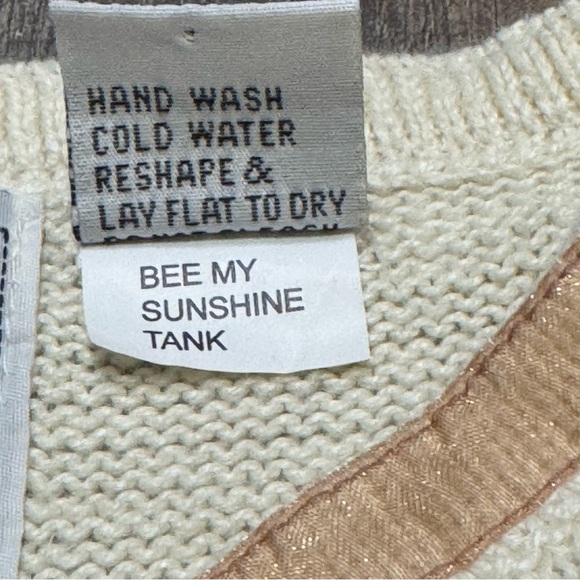 HAND WASH
COLD WATER
RESHAPE &
LAY FLAT TO DRY
BEE MY
SUNSHINE
TANK